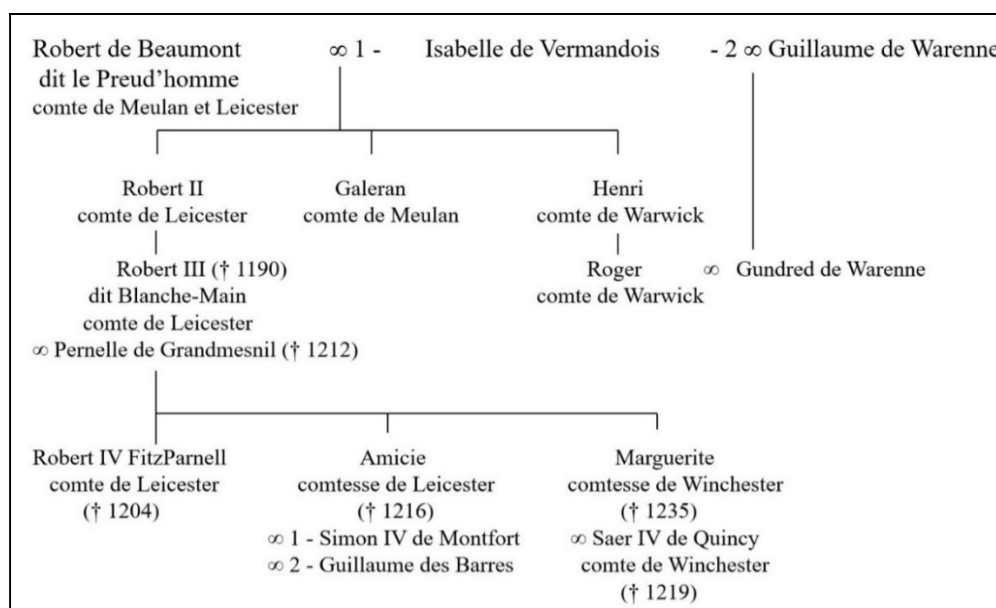 Robert de Beaumont ∞ 1 - Isabelle de Vermandois - 2 ∞ Guillaume de Warenne
dit le Preud’homme
comte de Meulan et Leicester
Robert II Galeran Henri
comte de Leicester comte de Meulan comte de Warwick
Robert III († 1190) Roger ∞ Gundred de Warenne
dit Blanche-Main comte de Warwick
comte de Leicester
∞ Pernelle de Grandmesnil († 1212)
Robert IV FitzParnell Amicie Marguerite
comte de Leicester comtesse de Leicester comtesse de Winchester
(† 1204) († 1216) († 1235)
∞ 1 - Simon IV de Montfort ∞ Saer IV de Quincy
∞ 2 - Guillaume des Barres comte de Winchester
(† 1219)